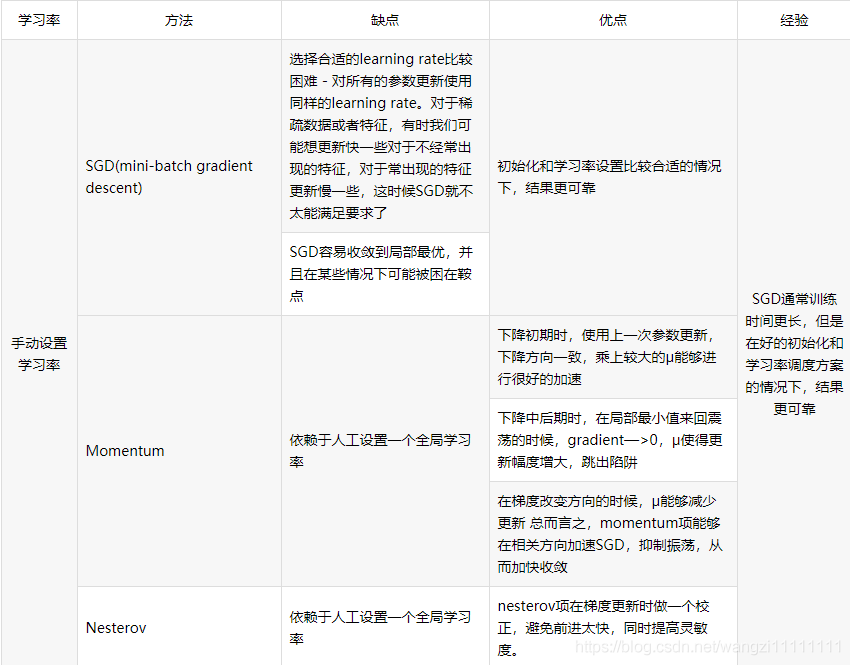 学习率
方法
缺点
优点
经验
手动设置
学习率
SGD(mini-batch gradient
descent)
选择合适的learning rate比较
困难 - 对所有的参数更新使用
同样的learning rate。对于稀
疏数据或者特征，有时我们可
能想更新快一些对于不经常出
现的特征，对于常出现的特征
更新慢一些，这时候SGD就不
太能满足要求了
SGD容易收敛到局部最优，并
且在某些情况下可能被困在鞍
点
初始化和学习率设置比较合适的情况
下，结果更可靠
Momentum
依赖于人工设置一个全局学习
率
下降初期时，使用上一次参数更新，
下降方向一致，乘上较大的μ能够进
行很好的加速
下降中后期时，在局部最小值来回震
荡的时候，gradient—>0，μ使得更
新幅度增大，跳出陷阱
在梯度改变方向的时候，μ能够减少
更新 总而言之，momentum项能够
在相关方向加速SGD，抑制振荡，从
而加快收敛
Nesterov
依赖于人工设置一个全局学习
率
nesterov项在梯度更新时做一个校
正，避免前进太快，同时提高灵敏
度。
SGD通常训练
时间更长，但是
在好的初始化和
学习率调度方案
的情况下，结果
更可靠
https://blog.csdn.net/wangzi11111111